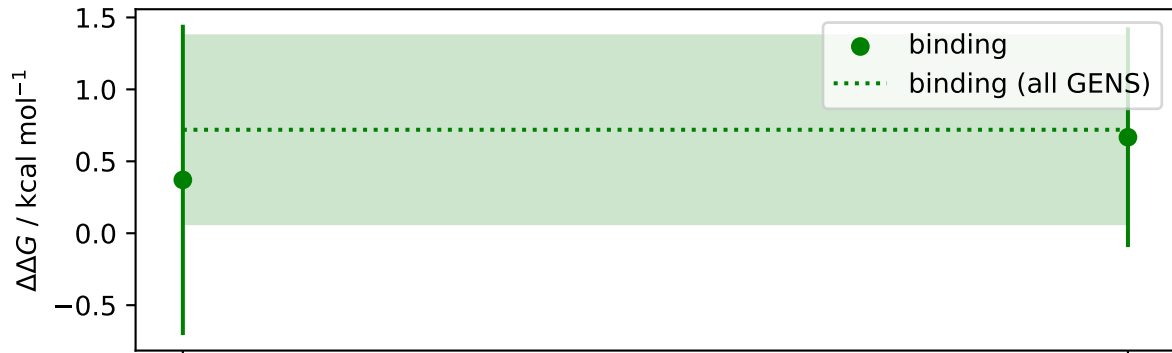 1.5
1.0
0.5
0.0
−0.5
ΔΔG / kcal mol⁻¹
binding
binding (all GENS)